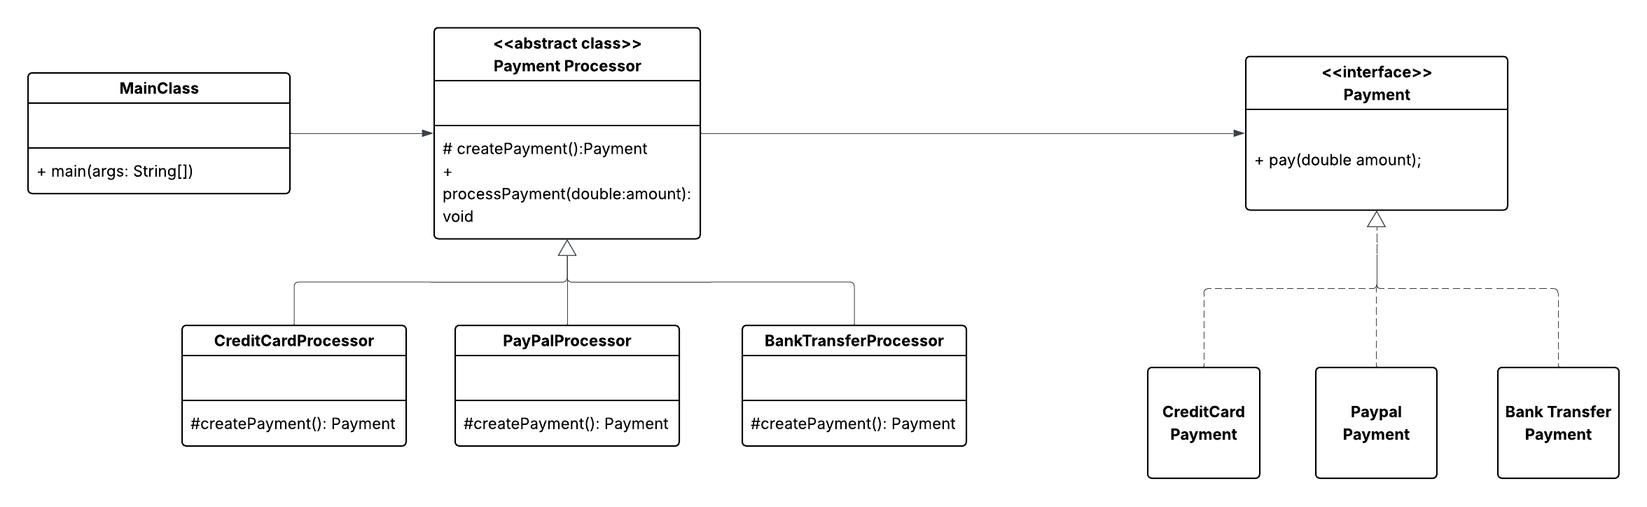 MainClass
+ main(args: String[])
<<abstract class>>
Payment Processor
# createPayment():Payment
+
processPayment(double:amount):
void
<<interface>>
Payment
+ pay(double amount);
CreditCardProcessor
#createPayment(): Payment
PayPalProcessor
#createPayment(): Payment
BankTransferProcessor
#createPayment(): Payment
CreditCard
Payment
Paypal
Payment
Bank Transfer
Payment